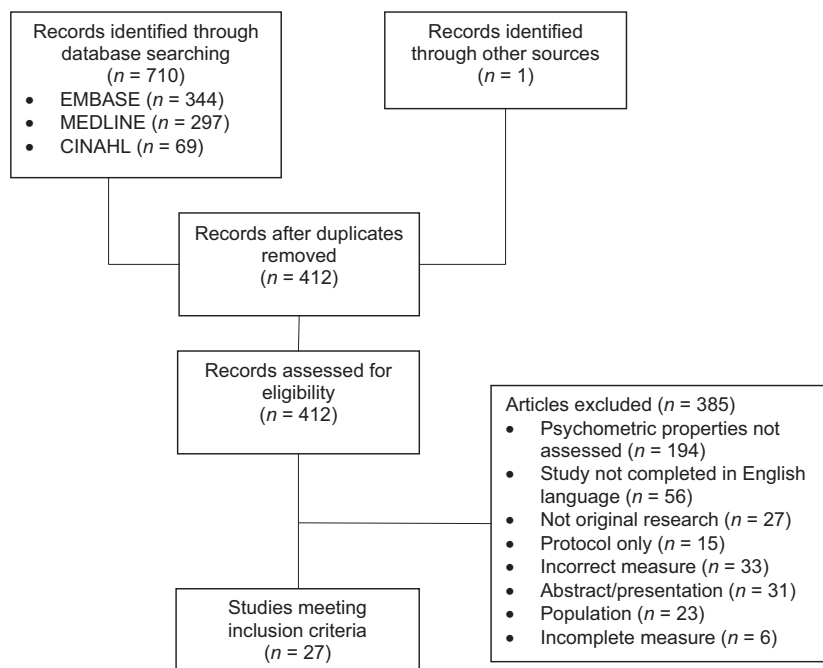 Records identified through
database searching
(n = 710)
• EMBASE (n = 344)
• MEDLINE (n = 297)
• CINAHL (n = 69)
Records identified
through other sources
(n = 1)
Records after duplicates
removed
(n = 412)
Records assessed for
eligibility
(n = 412)
Articles excluded (n = 385)
• Psychometric properties not
assessed (n = 194)
• Study not completed in English
language (n = 56)
• Not original research (n = 27)
• Protocol only (n = 15)
• Incorrect measure (n = 33)
• Abstract/presentation (n = 31)
• Population (n = 23)
• Incomplete measure (n = 6)
Studies meeting
inclusion criteria
(n = 27)